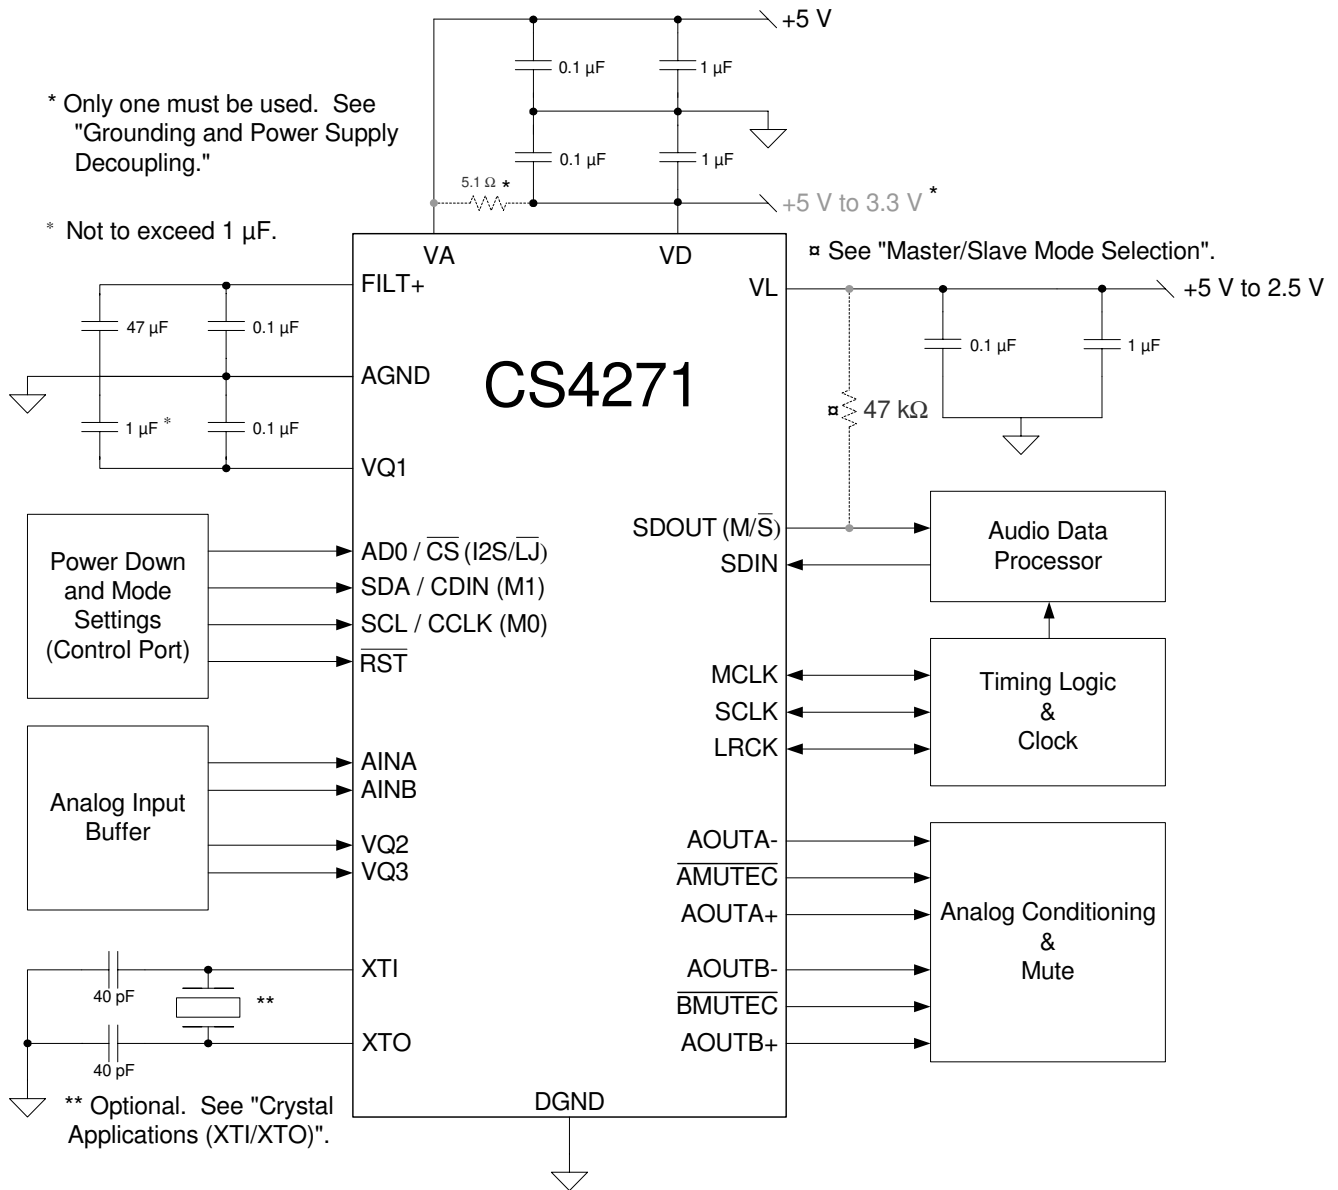 +5 V
0.1 µF
1 µF
* Only one must be used. See
"Grounding and Power Supply
Decoupling."
0.1 µF
1 µF
5.1 Ω *
+5 V to 3.3 V *
* Not to exceed 1 µF.
VA
VD
¤ See "Master/Slave Mode Selection".
FILT+
VL
+5 V to 2.5 V
47 µF
0.1 µF
0.1 µF
1 µF
AGND
CS4271
¤ 47 kΩ
1 µF *
0.1 µF
VQ1
Power Down
and Mode
Settings
(Control Port)
AD0 / C̅S̅ (I2S/L̅J̅)
SDA / CDIN (M1)
SCL / CCLK (M0)
R̅S̅T̅
SDOUT (M/S̅)
SDIN
Audio Data
Processor
MCLK
SCLK
LRCK
Timing Logic
&
Clock
Analog Input
Buffer
AINA
AINB
VQ2
VQ3
AOUTA-
A̅M̅U̅T̅E̅C̅
AOUTA+
AOUTB-
B̅M̅U̅T̅E̅C̅
AOUTB+
Analog Conditioning
&
Mute
XTI
40 pF
**
XTO
40 pF
** Optional. See "Crystal
Applications (XTI/XTO)".
DGND